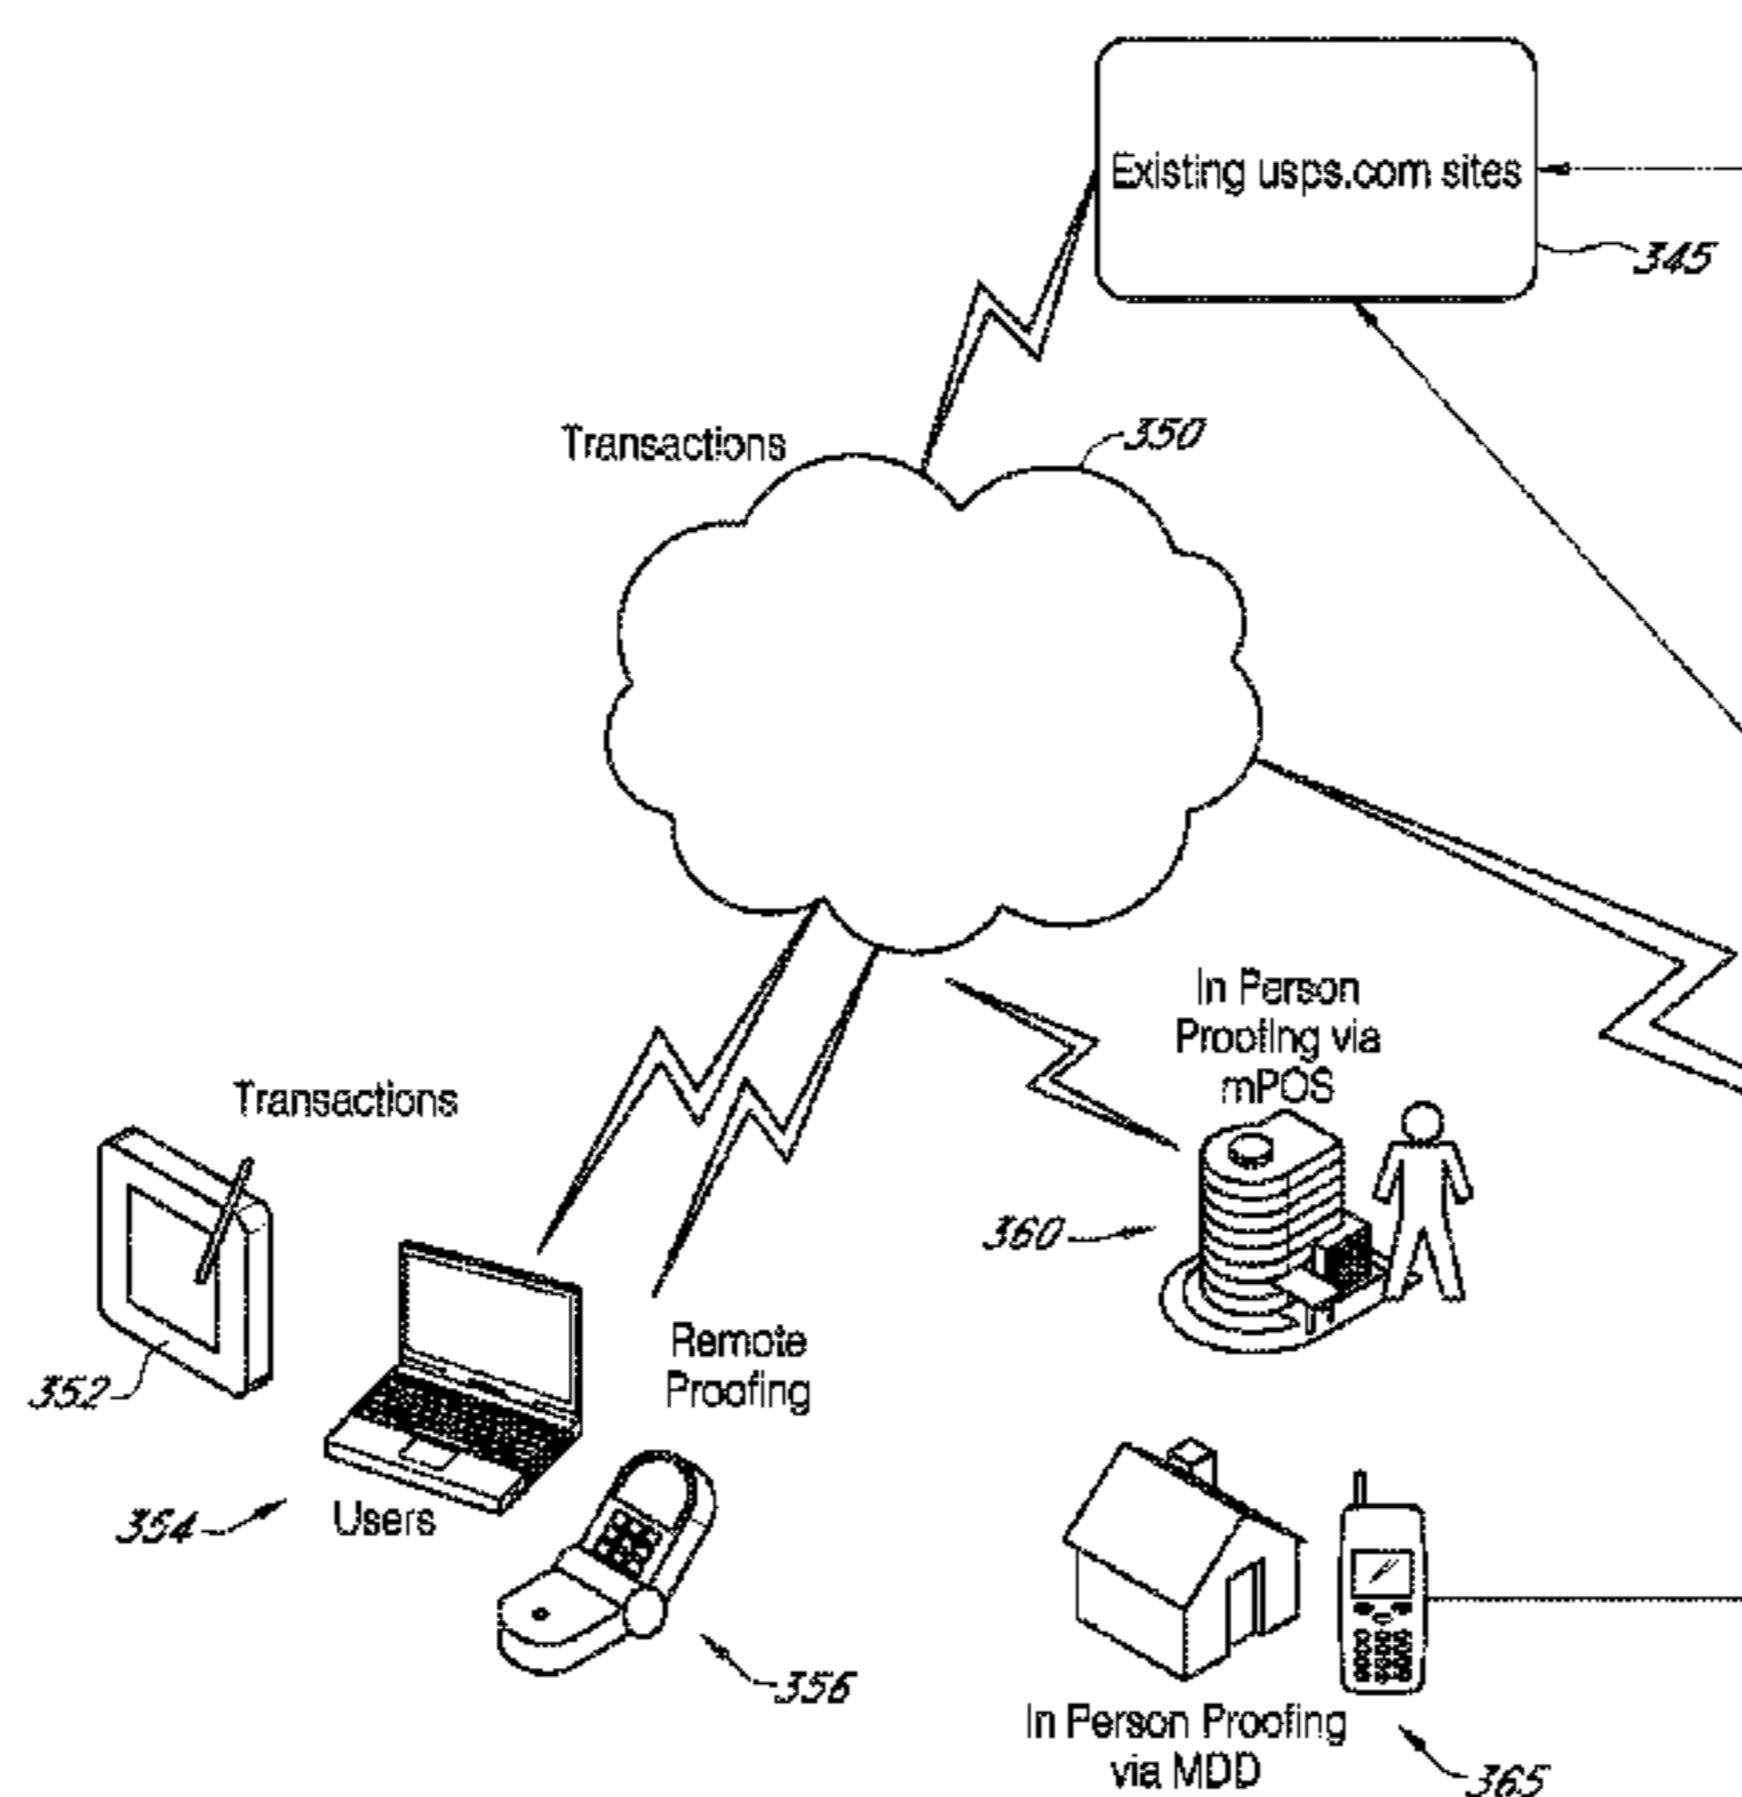 Existing usps.com sites
345
Transactions
350
In Person
Proofing via
mPOS
Transactions
360
Remote
Proofing
352
354
Users
356
In Person Proofing
via MDD
365